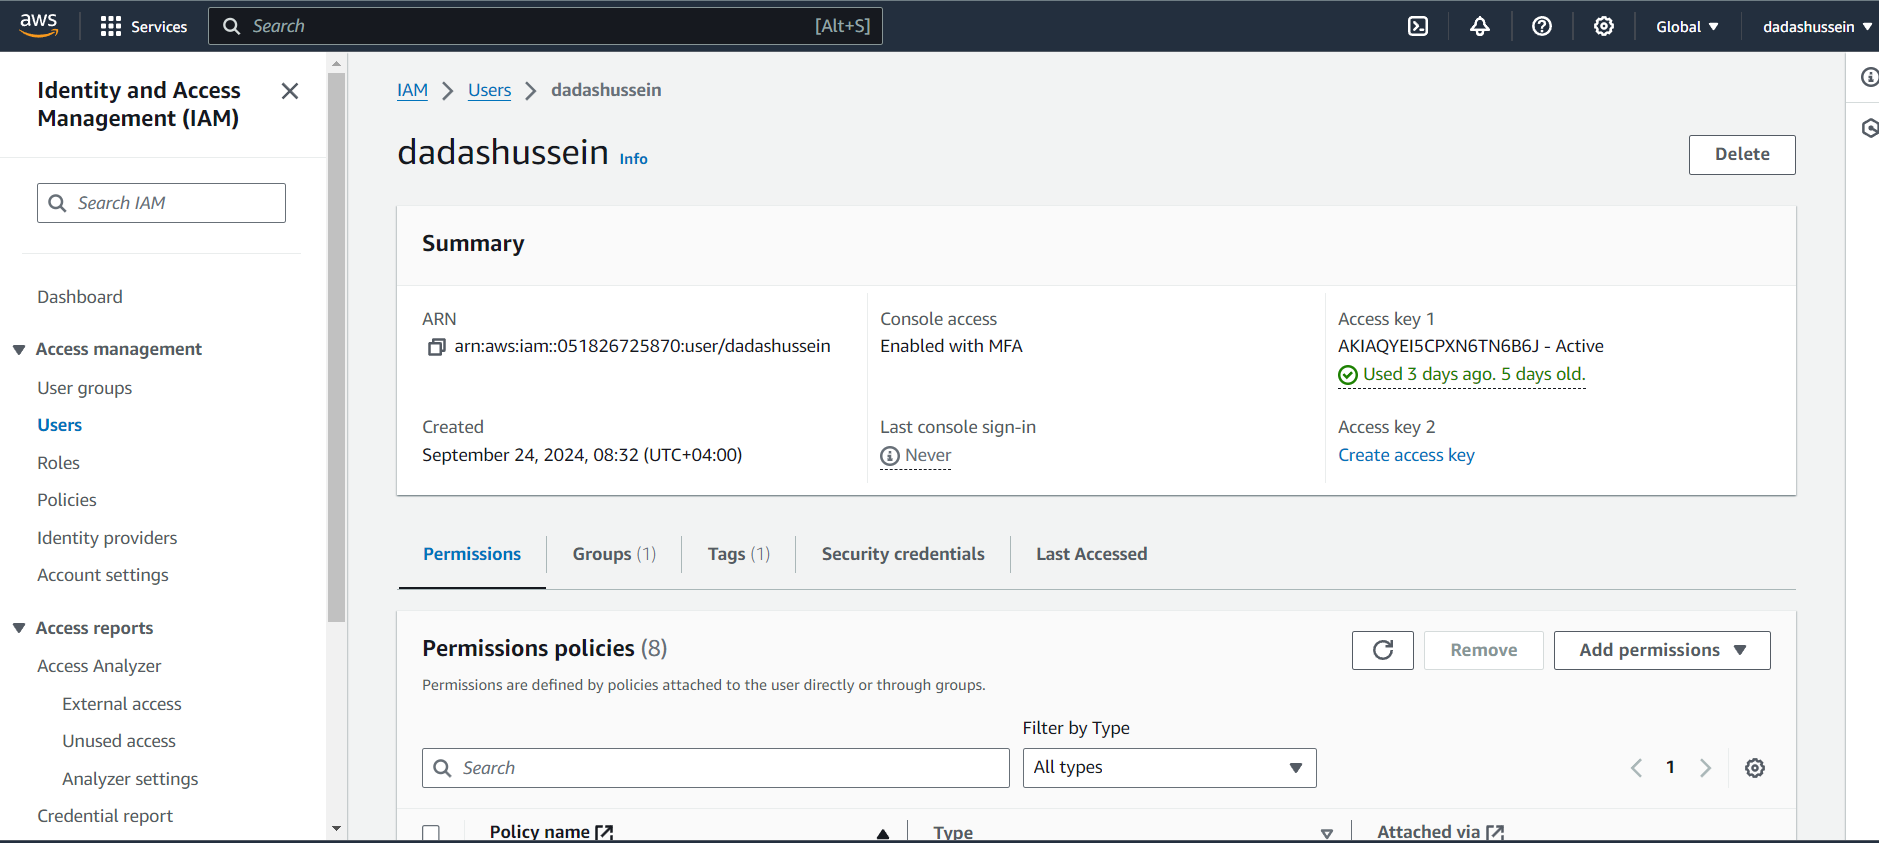 aws
Services
Search [Alt+S]
Global
dadashussein
Identity and Access
Management (IAM)
Search IAM
Dashboard
Access management
User groups
Users
Roles
Policies
Identity providers
Account settings
Access reports
Access Analyzer
External access
Unused access
Analyzer settings
Credential report
IAM > Users > dadashussein
dadashussein Info
Delete
Summary
ARN
arn:aws:iam::051826725870:user/dadashussein
Console access
Enabled with MFA
Access key 1
AKIAQYEI5CPXN6TN6B6J - Active
Used 3 days ago. 5 days old.
Created
September 24, 2024, 08:32 (UTC+04:00)
Last console sign-in
Never
Access key 2
Create access key
Permissions
Groups (1)
Tags (1)
Security credentials
Last Accessed
Permissions policies (8)
Remove
Add permissions
Permissions are defined by policies attached to the user directly or through groups.
Filter by Type
Search
All types
1
Policy name
Type
Attached via